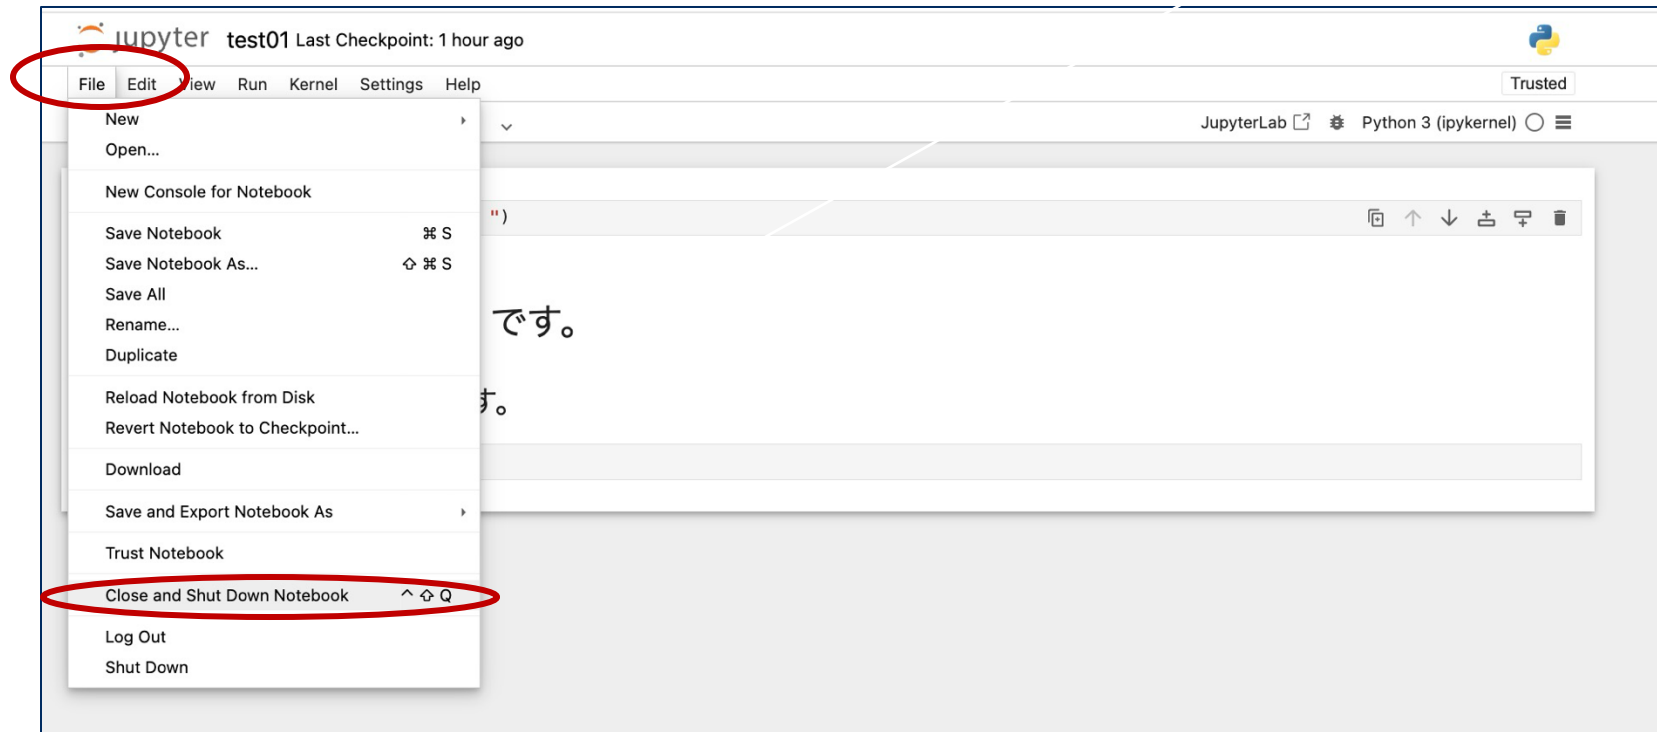 jupyter test01 Last Checkpoint: 1 hour ago
File Edit View Run Kernel Settings Help Trusted
New
JupyterLab Python 3 (ipykernel)
Open...
New Console for Notebook
")
Save Notebook ⌘ S
Save Notebook As... ⇧ ⌘ S
Save All
Rename...
です。
Duplicate
Reload Notebook from Disk
す。
Revert Notebook to Checkpoint...
Download
Save and Export Notebook As
Trust Notebook
Close and Shut Down Notebook ^ ⇧ Q
Log Out
Shut Down